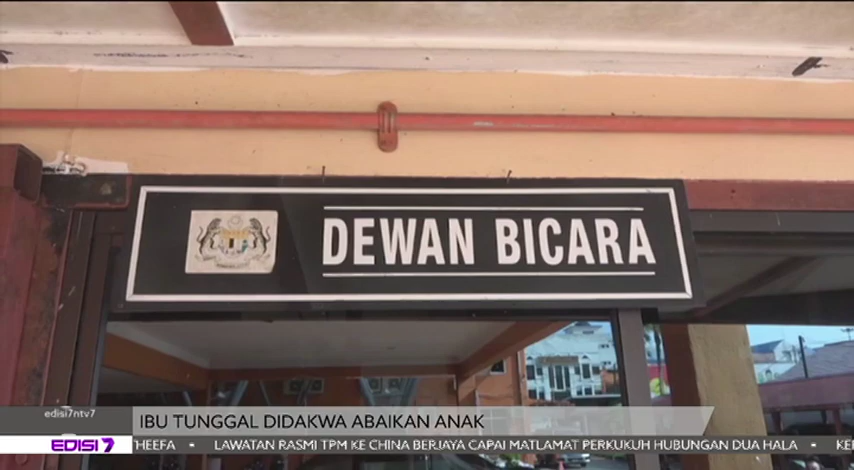 DEWAN BICARA
edisi7ntv7
IBU TUNGGAL DIDAKWA ABAIKAN ANAK
EDISI 7
THEEFA • LAWATAN RASMI TPM KE CHINA BERJAYA CAPAI MATLAMAT PERKUKUH HUBUNGAN DUA HALA •